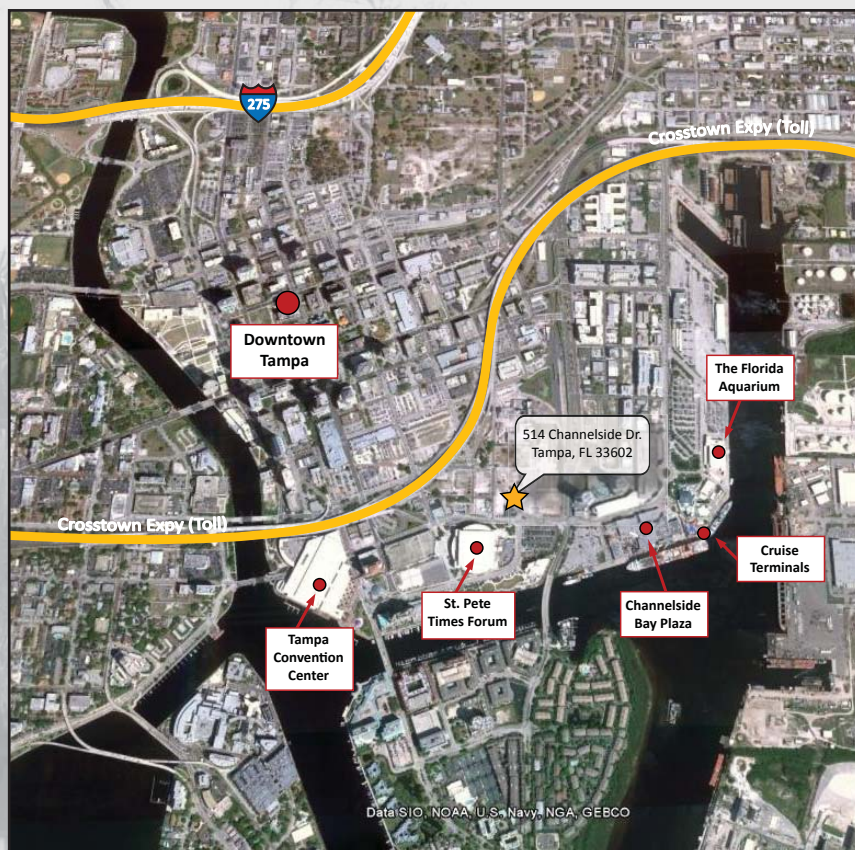 275
Crosstown Expy (Toll)
Downtown
Tampa
The Florida
Aquarium
514 Channelside Dr.
Tampa, FL 33602
Crosstown Expy (Toll)
Cruise
Terminals
St. Pete
Times Forum
Channelside
Bay Plaza
Tampa
Convention
Center
Data SIO, NOAA, U.S. Navy, NGA, GEBCO